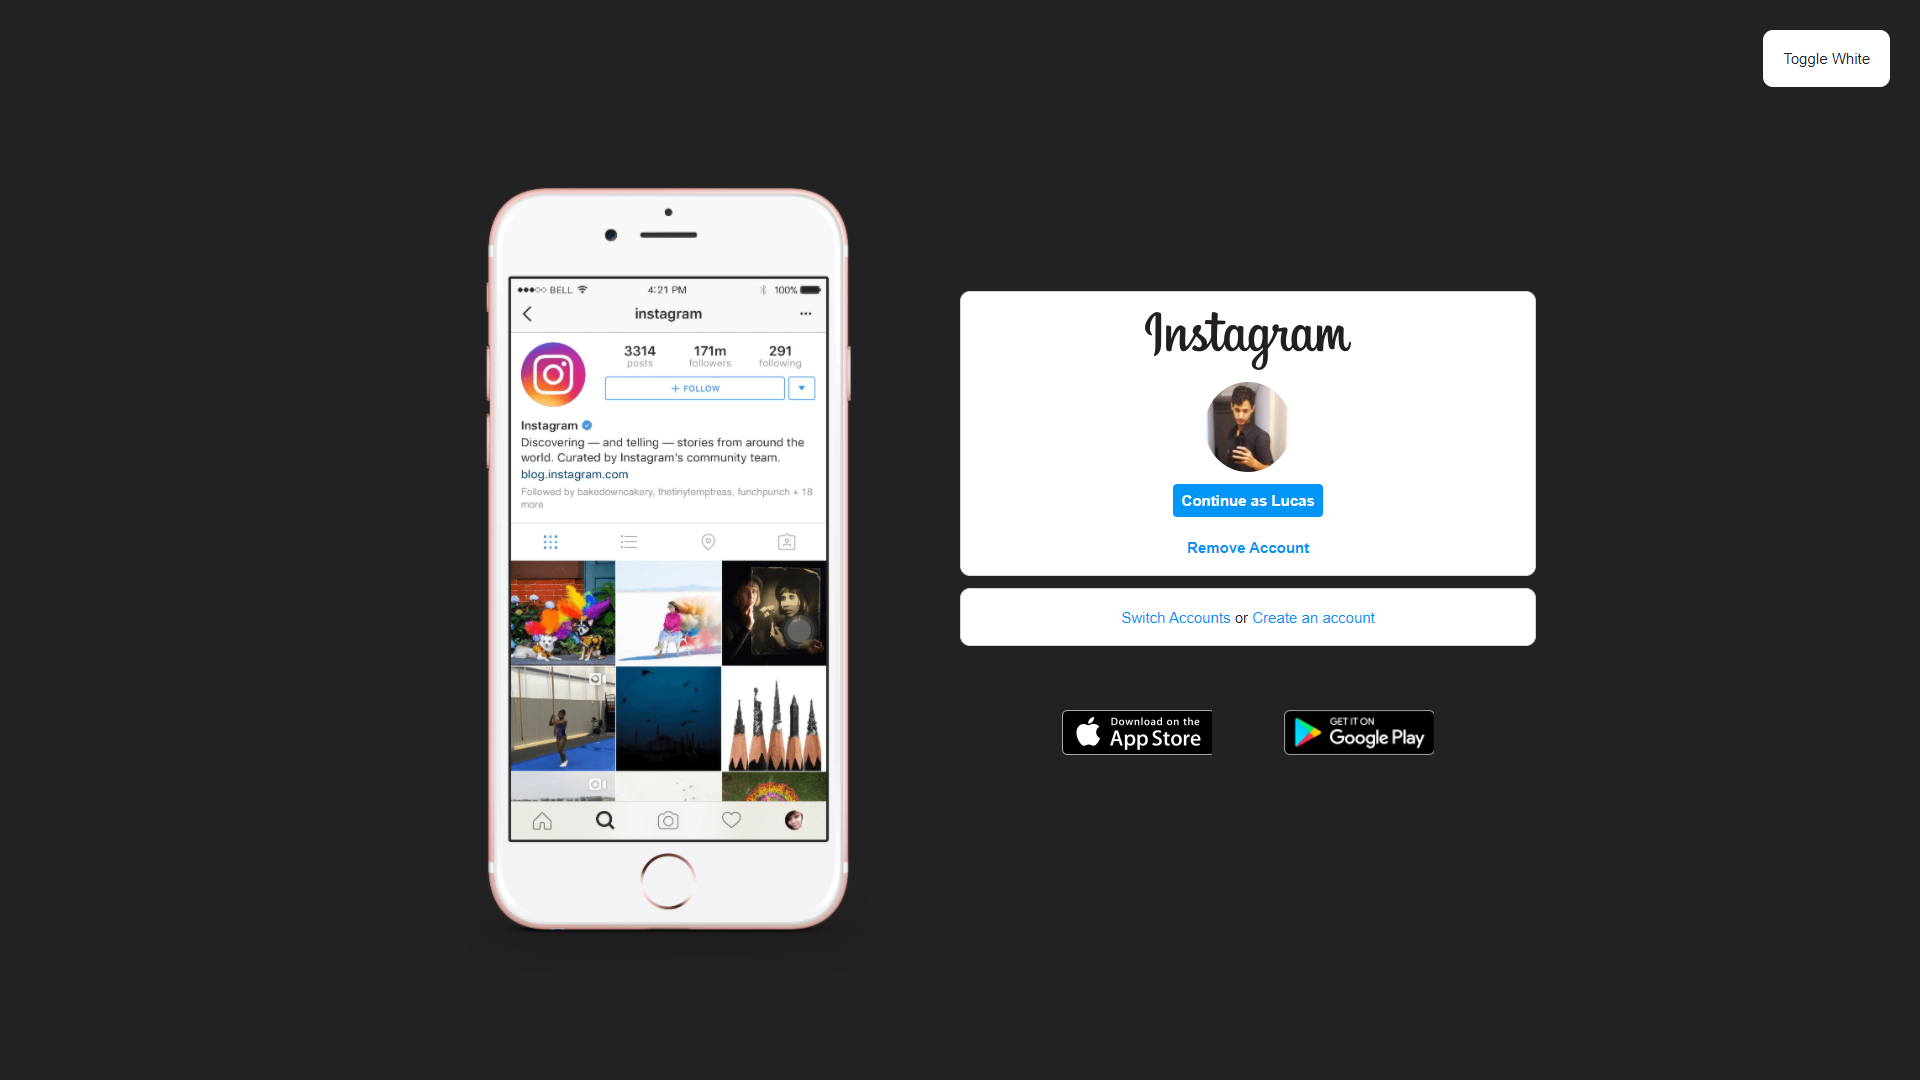 Toggle White
BELL 4:21 PM 100%
instagram
3314 171m 291
posts followers following
+ FOLLOW
Instagram
Discovering — and telling — stories from around the
world. Curated by Instagram's community team.
blog.instagram.com
Followed by bakedowncakery, thetinytemptress, funchpunch + 18
more
Instagram
Continue as Lucas
Remove Account
Switch Accounts or Create an account
Download on the
App Store
GET IT ON
Google Play